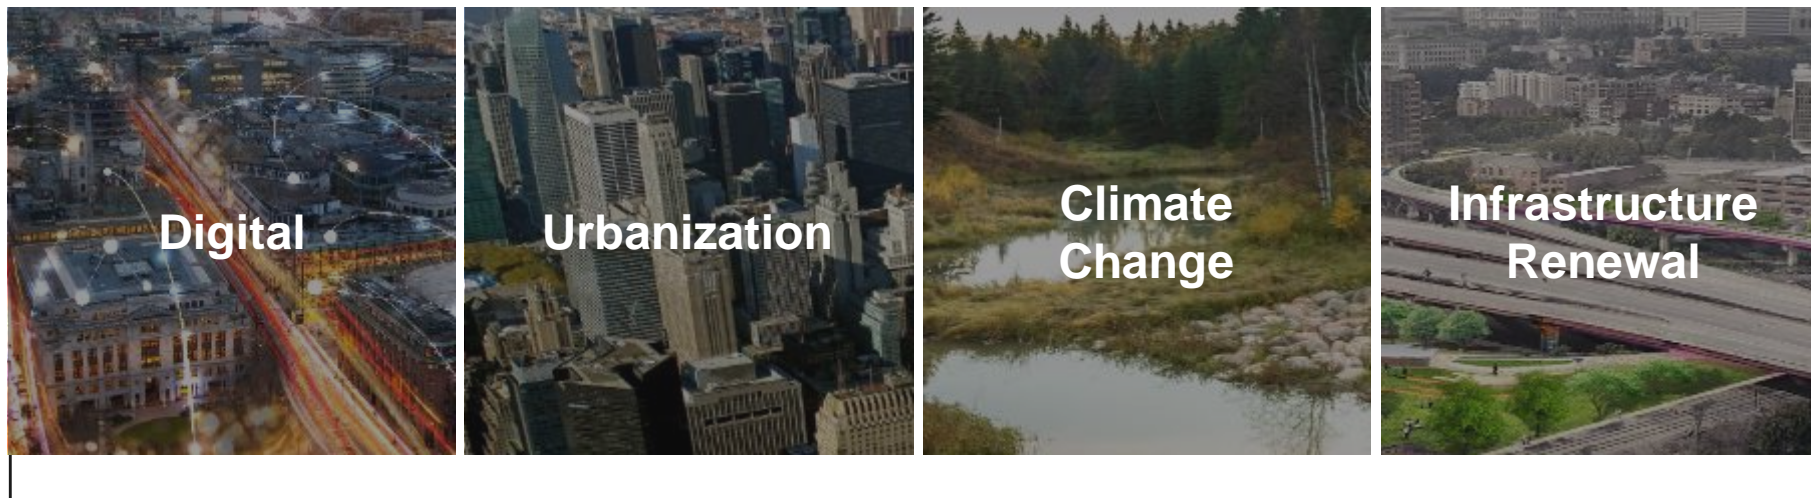 Digital
Urbanization
Climate
Change
Infrastructure
Renewal